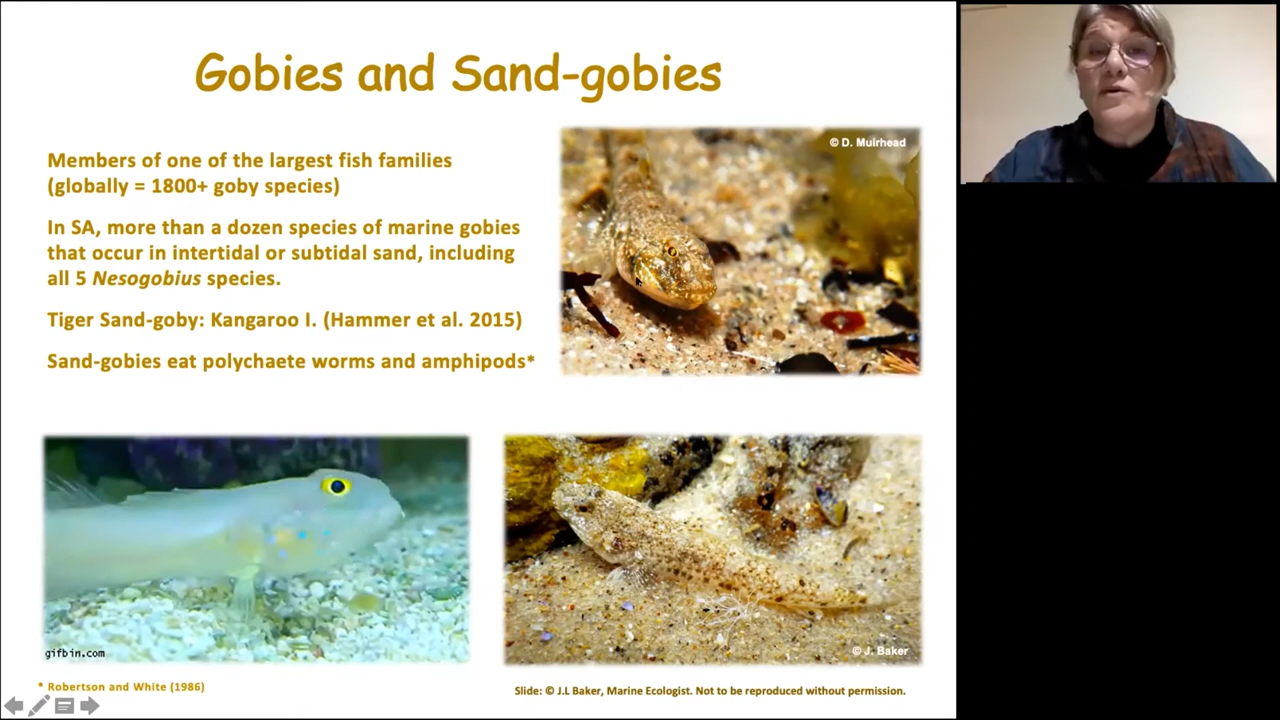 Gobies and Sand-gobies
Members of one of the largest fish families
(globally = 1800+ goby species)
In SA, more than a dozen species of marine gobies
that occur in intertidal or subtidal sand, including
all 5 Nesogobius species.
Tiger Sand-goby: Kangaroo I. (Hammer et al. 2015)
Sand-gobies eat polychaete worms and amphipods*
© D. Muirhead
gifbin.com
© J. Baker
* Robertson and White (1986)
Slide: © J.L Baker, Marine Ecologist. Not to be reproduced without permission.